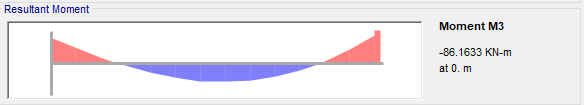 Resultant Moment
Moment M3
-86.1633 KN-m
at 0. m